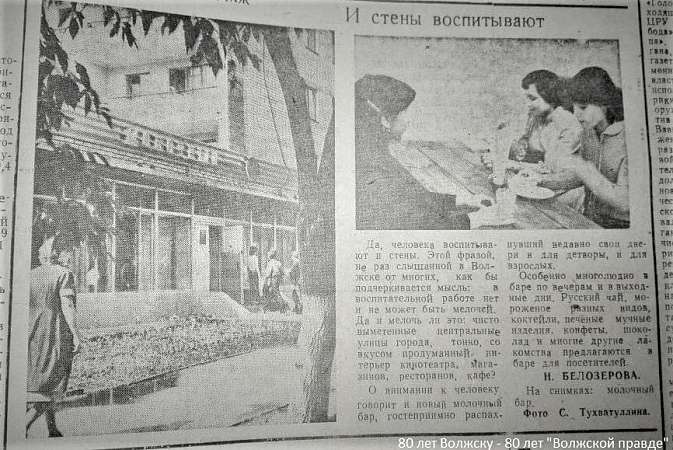 И стены воспитывают
Да, человека воспитыва-
ют и стены. Этой фразой,
не раз слышанной в Вол-
жске от многих, как бы
подчеркивается мысль: в
воспитательной работе нет
и не может быть мелочей.
Да и мелочь ли это: чисто
выметенные центральные
улицы города, тонко, со
вкусом продуманный ин-
терьер кинотеатра, мага-
зинов, ресторанов, кафе?
О внимании к человеку
говорит и новый молочный
бар, гостеприимно распах-
нувший недавно свои две-
ри и для детворы, и для
взрослых.
Особенно многолюдно в
баре по вечерам и в выход-
ные дни. Русский чай, мо-
роженое разных видов,
коктейли, печёные мучные
изделия, конфеты, шоко-
лад и многие другие ла-
комства предлагаются в
баре для посетителей.
Н. БЕЛОЗЕРОВА.
На снимках: молочный
бар.
Фото С. Тухватуллина.
80 лет Волжску - 80 лет "Волжской правде"